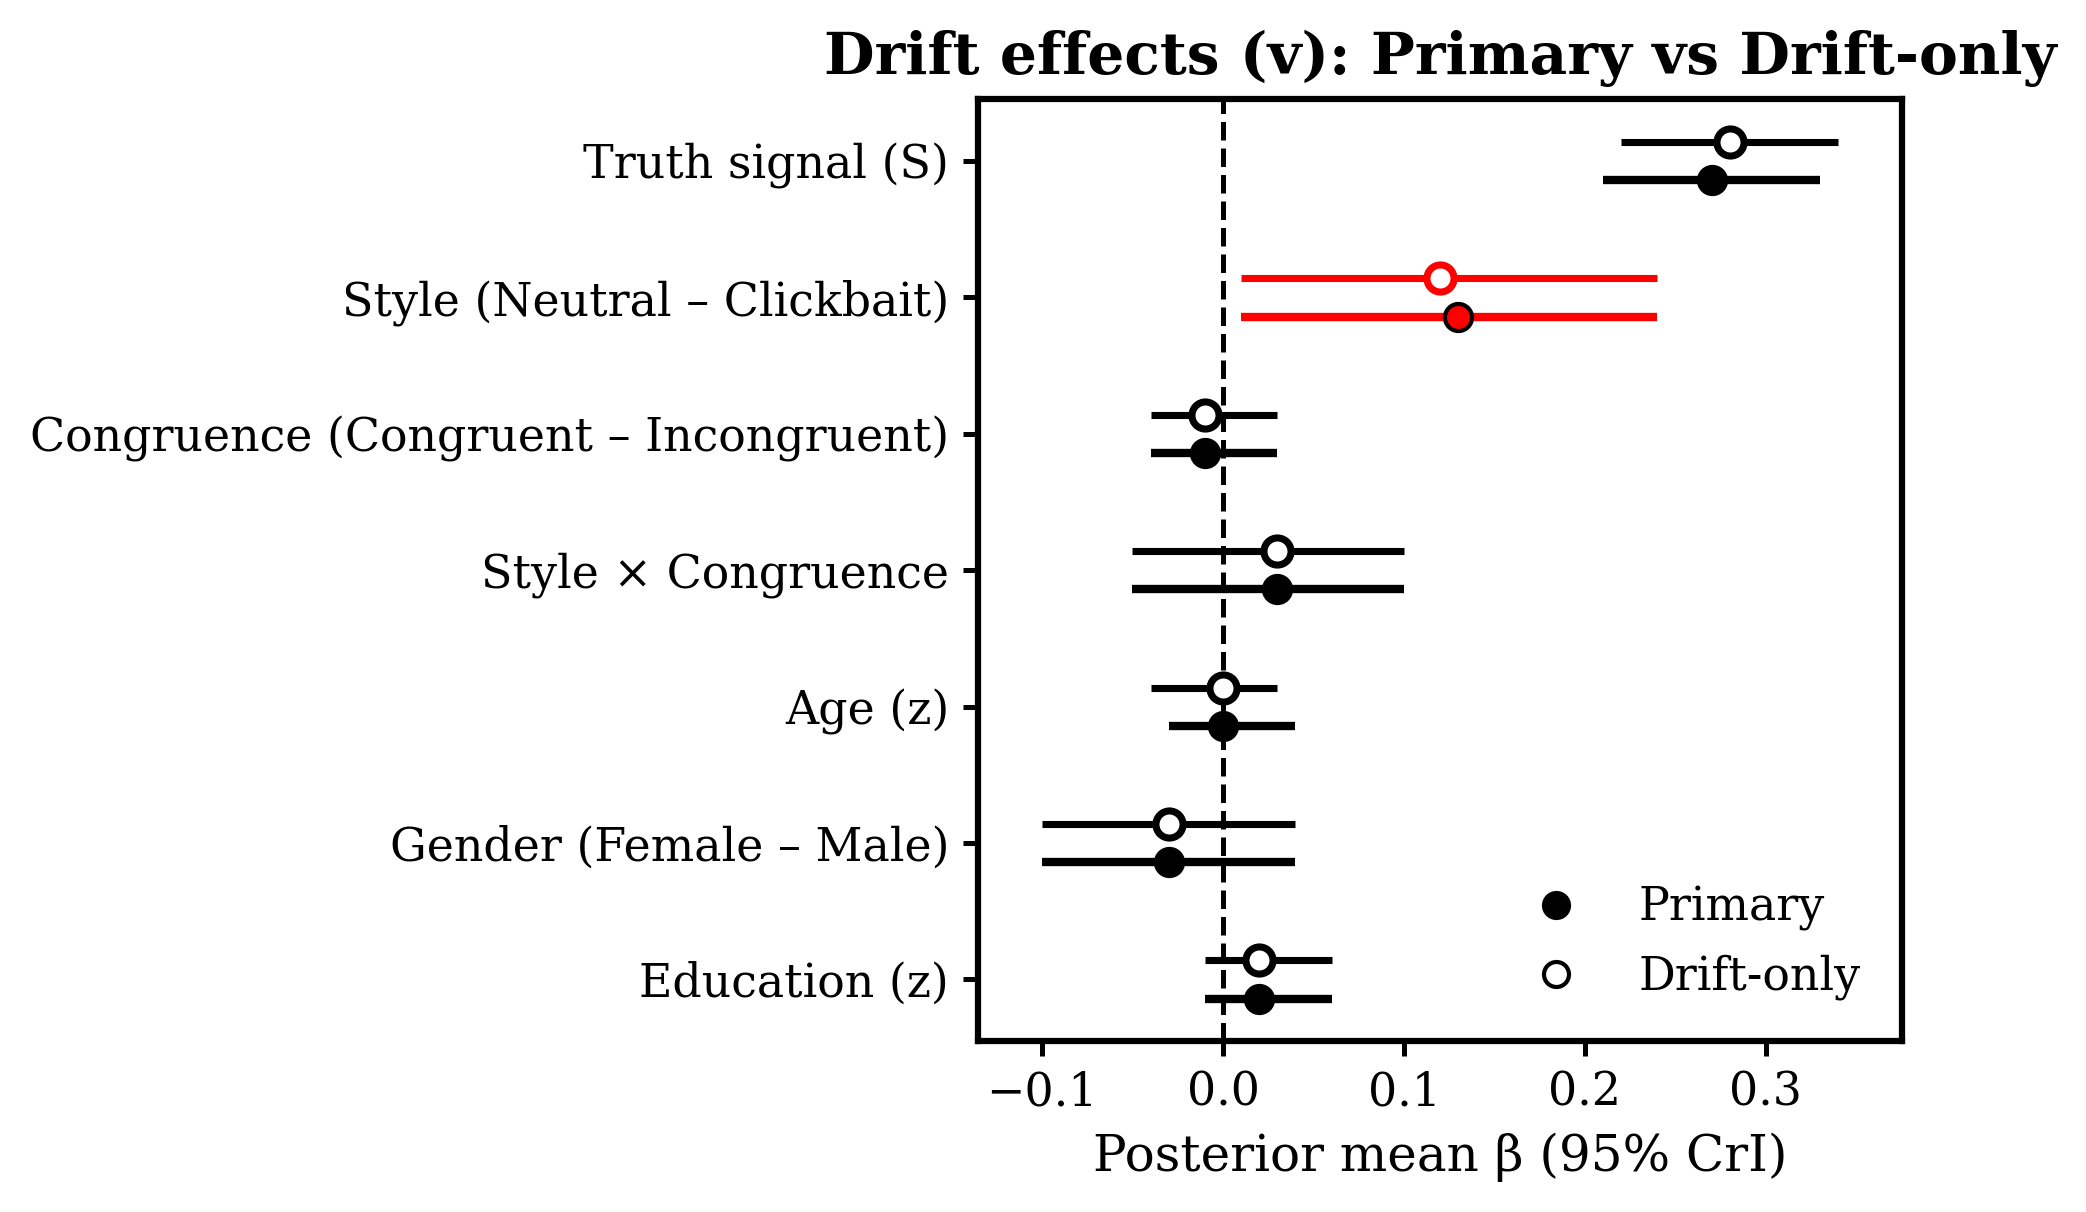 Drift effects (v): Primary vs Drift-only
Truth signal (S)
Style (Neutral – Clickbait)
Congruence (Congruent – Incongruent)
Style × Congruence
Age (z)
Gender (Female – Male)
Education (z)
Primary
Drift-only
−0.1 0.0 0.1 0.2 0.3
Posterior mean β (95% CrI)